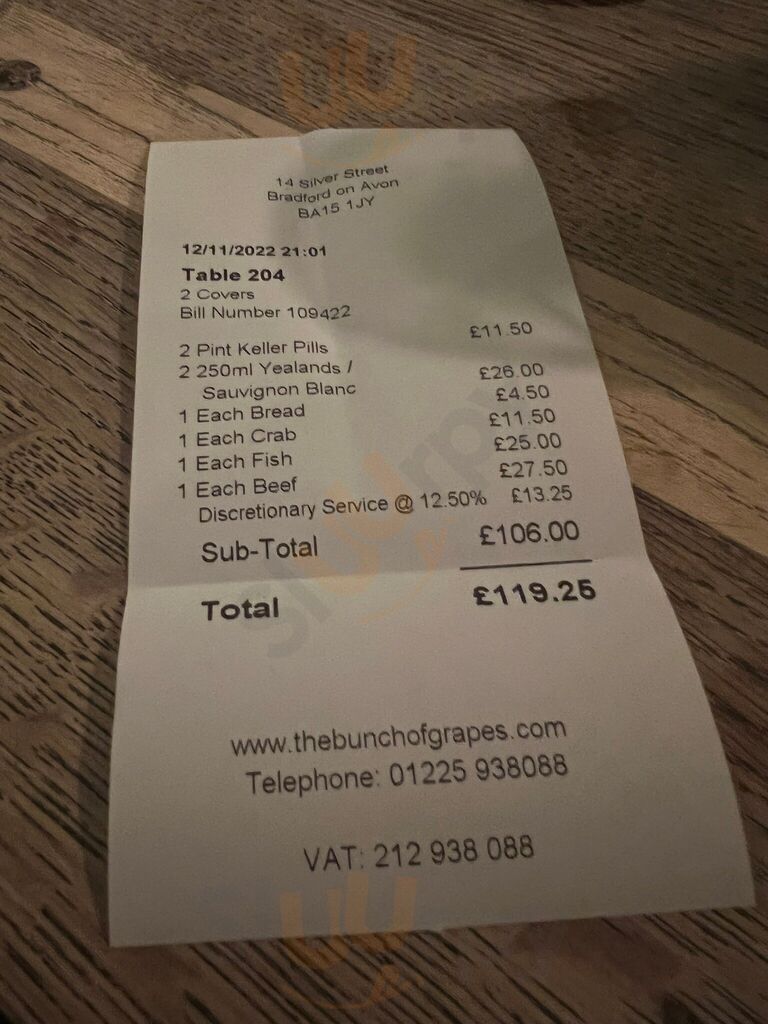 14 Silver Street
Bradford on Avon
BA15 1JY
12/11/2022 21:01
Table 204
2 Covers
Bill Number 109422
2 Pint Keller Pills £11.50
2 250ml Yealands /
Sauvignon Blanc £26.00
1 Each Bread £4.50
1 Each Crab £11.50
1 Each Fish £25.00
1 Each Beef £27.50
Discretionary Service @ 12.50% £13.25
Sub-Total £106.00
Total £119.25
www.thebunchofgrapes.com
Telephone: 01225 938088
VAT: 212 938 088